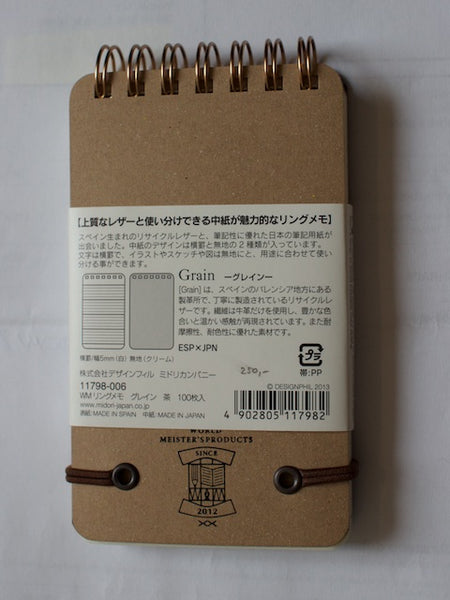 【上質なレザーと使い分けできる中紙が魅力的なリングメモ】
スペイン生まれのリサイクルレザーと、筆記性に優れた日本の筆記用紙が
出会いました。中紙のデザインは横罫と無地の2種類が入っています。
文字は横罫で、イラストやスケッチや図は無地にと、用途に合わせて使い
分ける事ができます。
Grain ーグレインー
[Grain]は、スペインのバレンシア地方にある
製革所で、丁寧に製造されているリサイクルレ
ザーです。繊維は牛革だけを使用し、豊かな色
合いと温かい感触が再現されています。また耐
摩擦性、耐色性に優れた素材です。
ESP×JPN
横罫/幅5mm(白) 無地(クリーム)
プラ
帯:PP
株式会社デザインフィル ミドリカンパニー
11798-006
WM リングメモ グレイン 茶 100枚入
www.midori-japan.co.jp
表紙:MADE IN SPAIN 中紙:MADE IN JAPAN
250,-
© DESIGNPHIL 2013
4 902805 117982
WORLD
MEISTER'S PRODUCTS
SINCE
2012